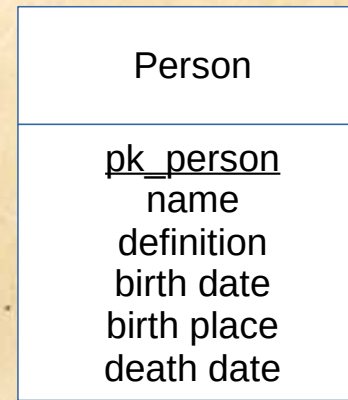 Person
pk_person
name
definition
birth date
birth place
death date